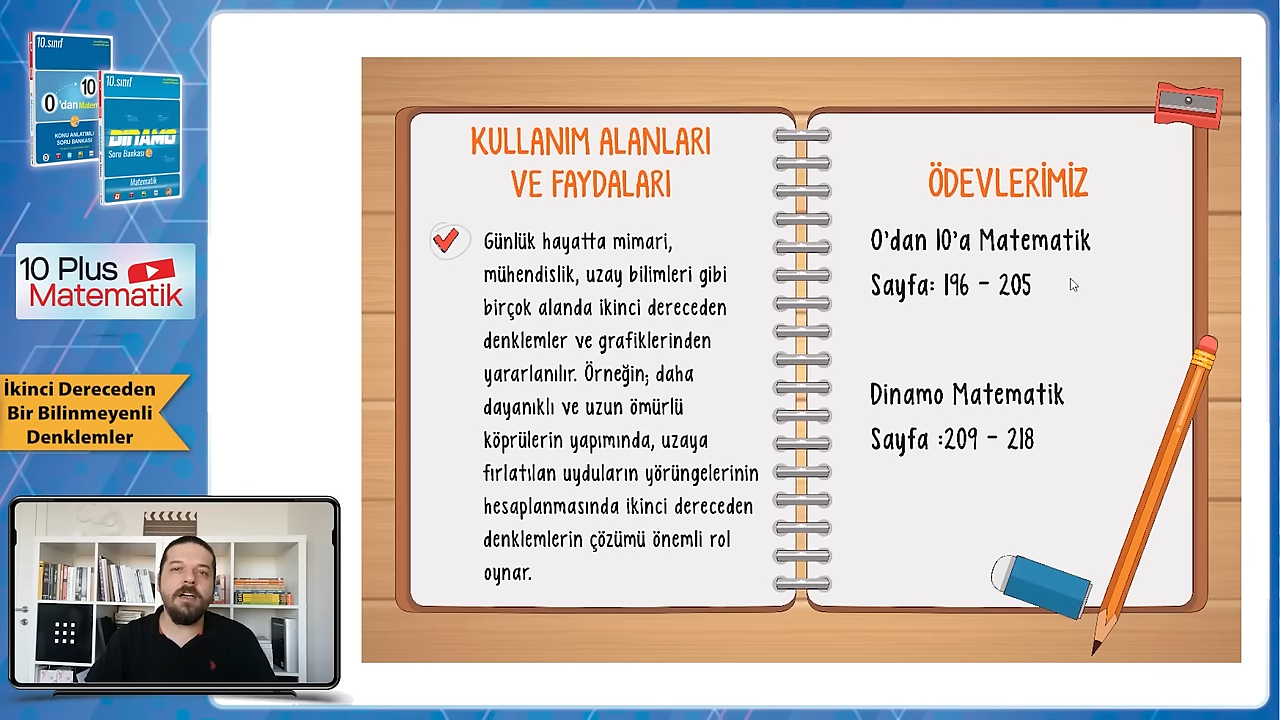 10.sınıf
0'dan 10
Matem
KONU ANLATIMLI
SORU BANKASI
10.sınıf
DINAMO
Soru Bankası
Matematik
10 Plus
Matematik
İkinci Dereceden
Bir Bilinmeyenli
Denklemler
KULLANIM ALANLARI
VE FAYDALARI
Günlük hayatta mimari,
mühendislik, uzay bilimleri gibi
birçok alanda ikinci dereceden
denklemler ve grafiklerinden
yararlanılır. Örneğin; daha
dayanıklı ve uzun ömürlü
köprülerin yapımında, uzaya
fırlatılan uyduların yörüngelerinin
hesaplanmasında ikinci dereceden
denklemlerin çözümü önemli rol
oynar.
ÖDEVLERİMİZ
0'dan 10'a Matematik
Sayfa: 196 - 205
Dinamo Matematik
Sayfa :209 - 218